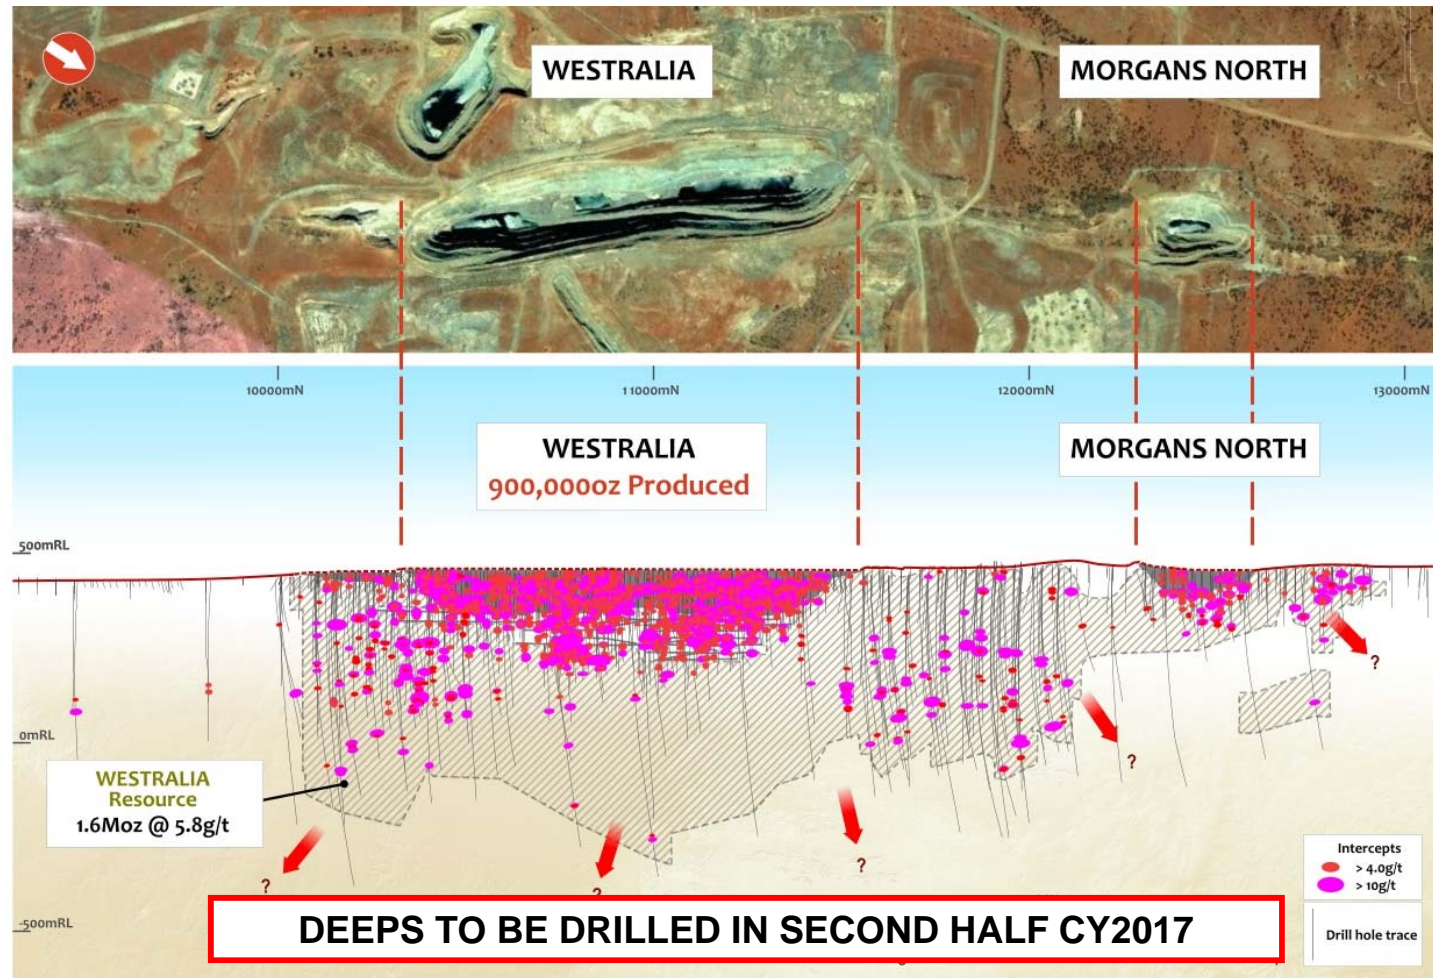 WESTRALIA
MORGANS NORTH
10000mN
11000mN
12000mN
13000mN
WESTRALIA
900,000oz Produced
MORGANS NORTH
500mRL
0mRL
WESTRALIA
Resource
1.6Moz @ 5.8g/t
?
?
?
?
?
Intercepts
> 4.0g/t
> 10g/t
Drill hole trace
-500mRL
DEEPS TO BE DRILLED IN SECOND HALF CY2017